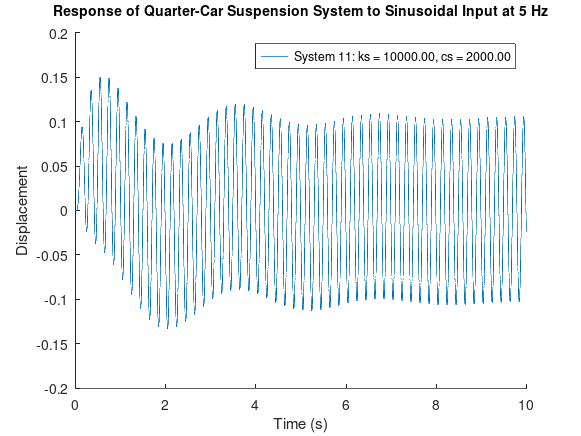 Response of Quarter-Car Suspension System to Sinusoidal Input at 5 Hz
0.2
System 11: ks = 10000.00, cs = 2000.00
0.15
0.1
0.05
0
-0.05
-0.1
-0.15
-0.2
Displacement
0 2 4 6 8 10
Time (s)